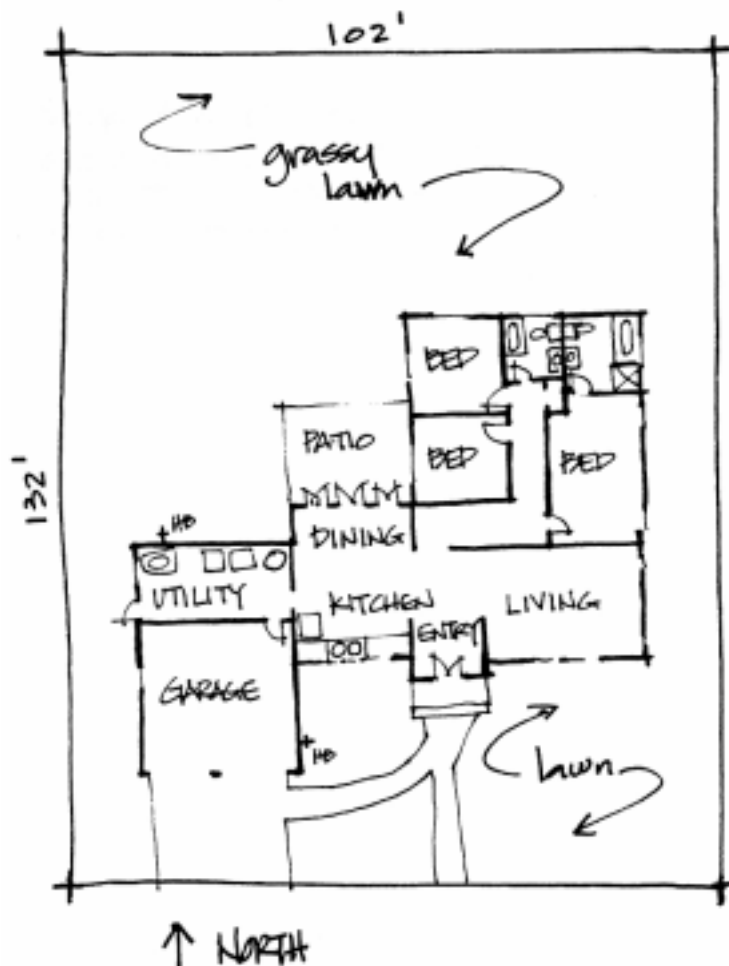 102'
grassy
lawn
132'
BED
PATIO
BED
BED
HB
DINING
UTILITY
KITCHEN
ENTRY
LIVING
GARAGE
HB
lawn
↑ NORTH